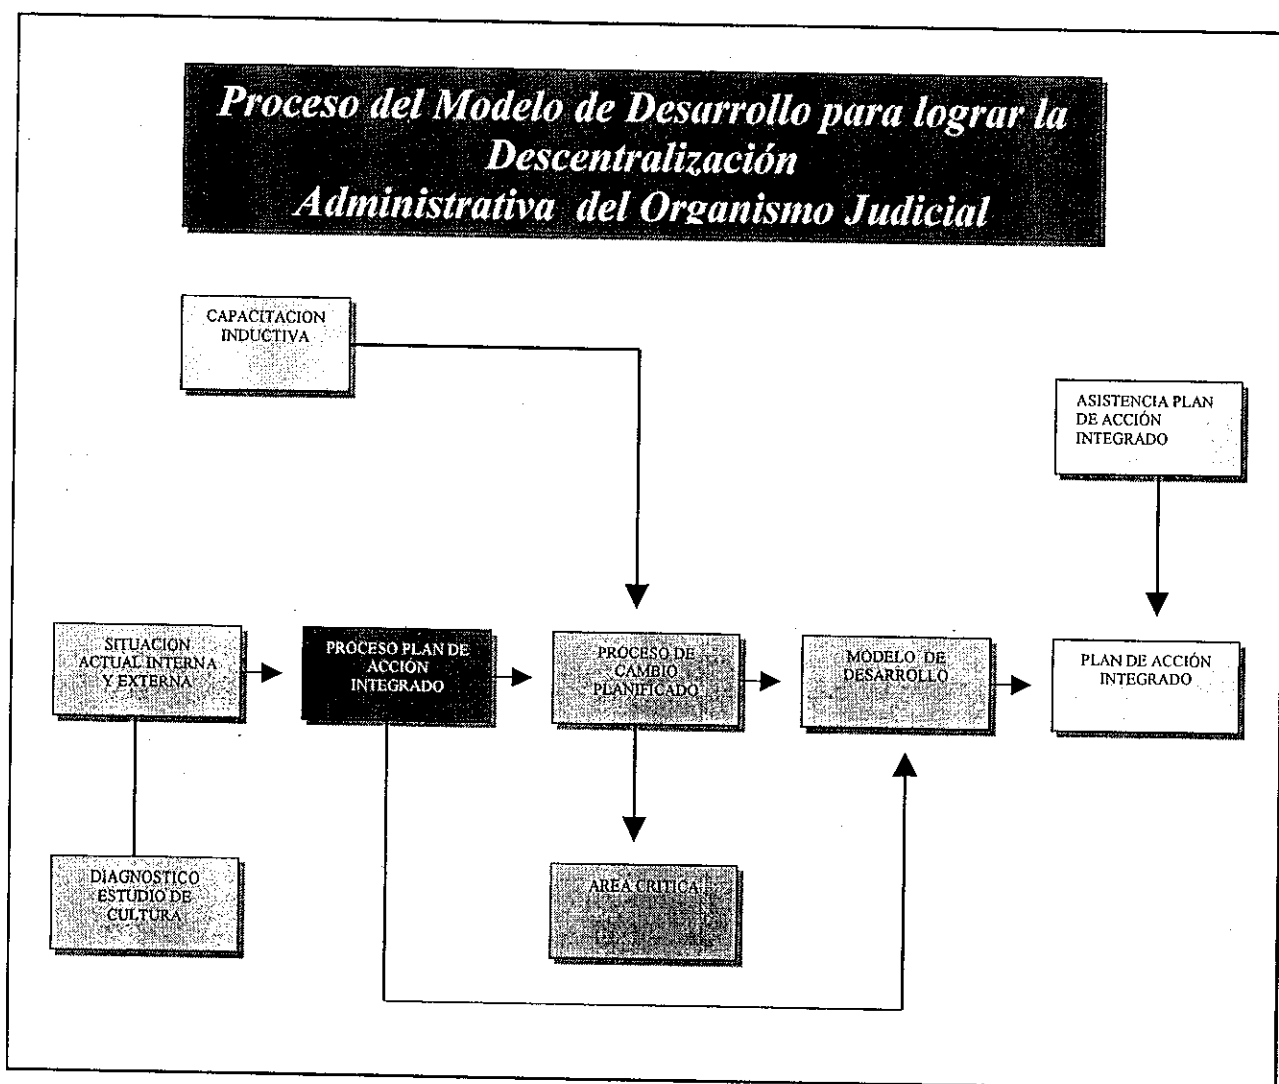 Proceso del Modelo de Desarrollo para lograr la
Descentralización
Administrativa del Organismo Judicial
CAPACITACION
INDUCTIVA
ASISTENCIA PLAN
DE ACCIÓN
INTEGRADO
SITUACION
ACTUAL INTERNA
Y EXTERNA
PROCESO PLAN DE
ACCIÓN
INTEGRADO
PROCESO DE
CAMBIO
PLANIFICADO
MODELO DE
DESARROLLO
PLAN DE ACCIÓN
INTEGRADO
DIAGNOSTICO
ESTUDIO DE
CULTURA
AREA CRITICA